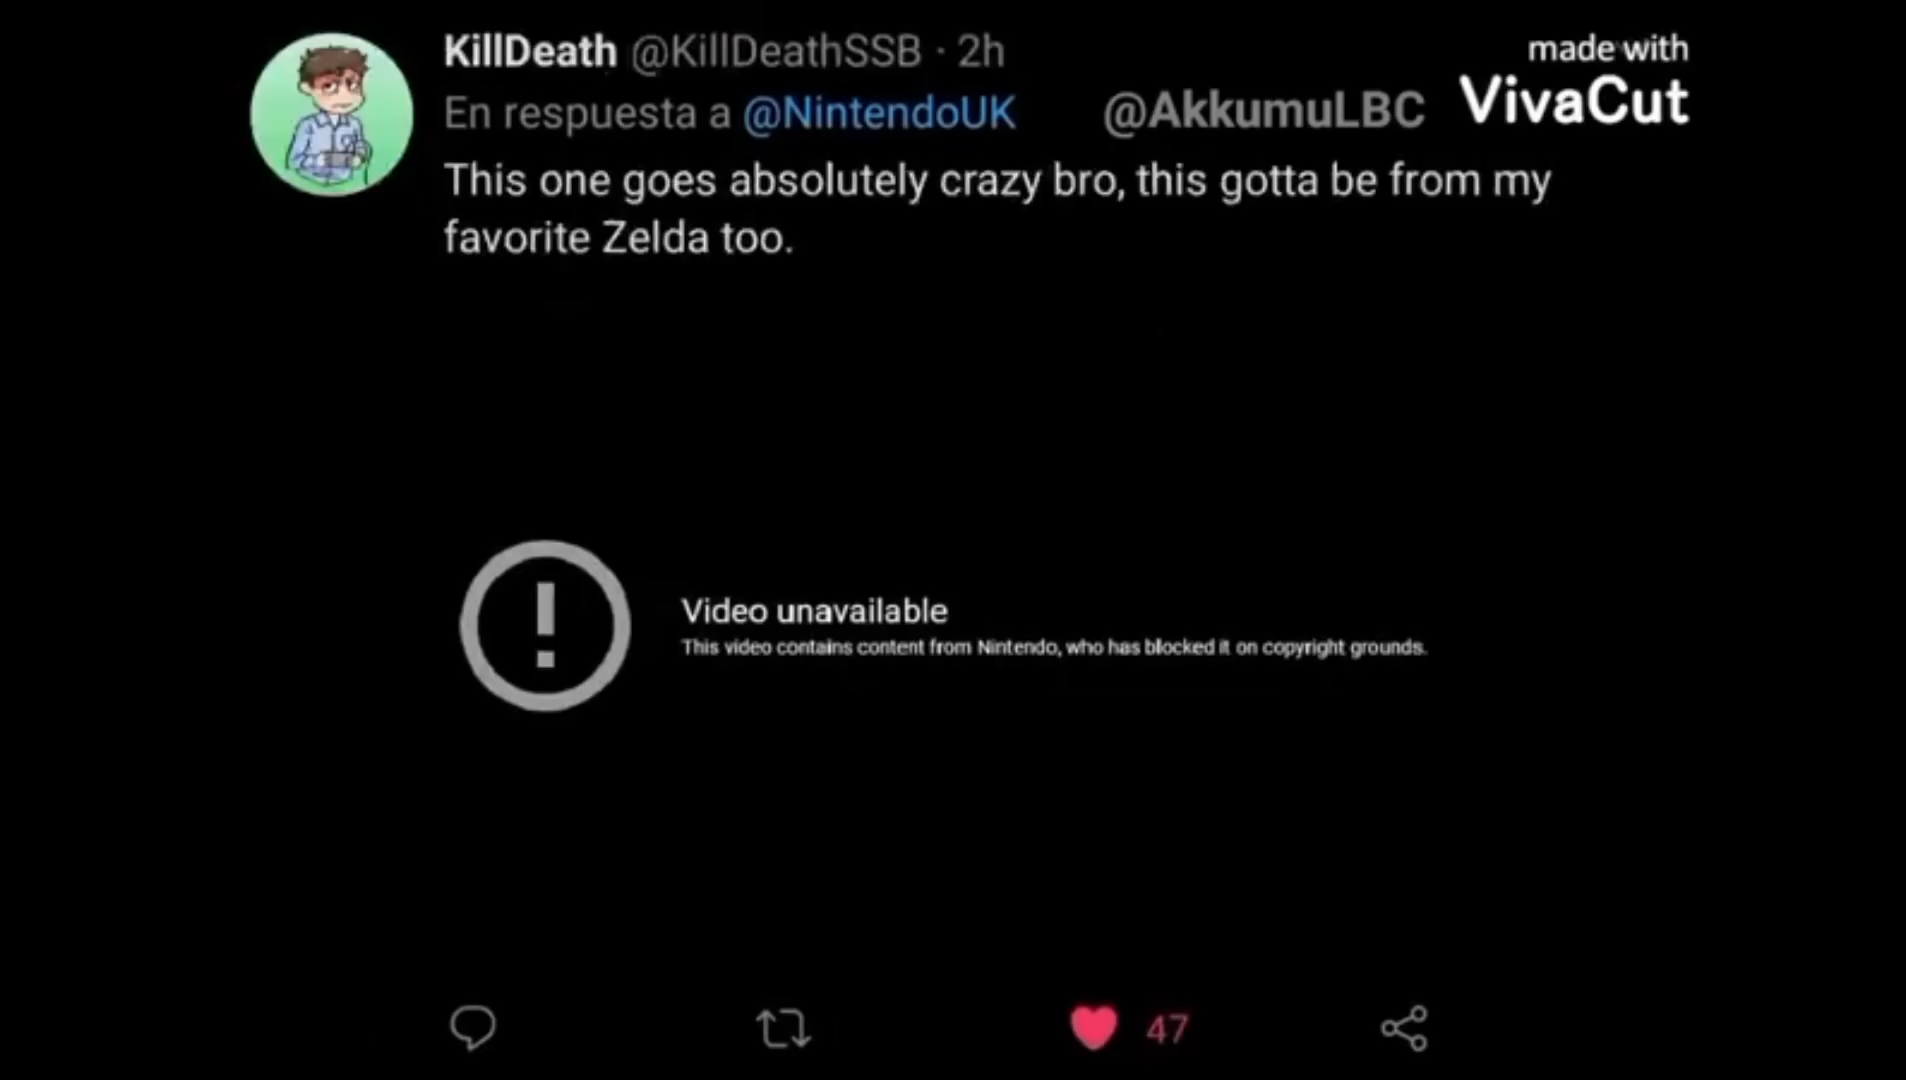 KillDeath @KillDeathSSB · 2h
made with
VivaCut
En respuesta a @NintendoUK
@AkkumuLBC
This one goes absolutely crazy bro, this gotta be from my
favorite Zelda too.
Video unavailable
This video contains content from Nintendo, who has blocked it on copyright grounds.
47